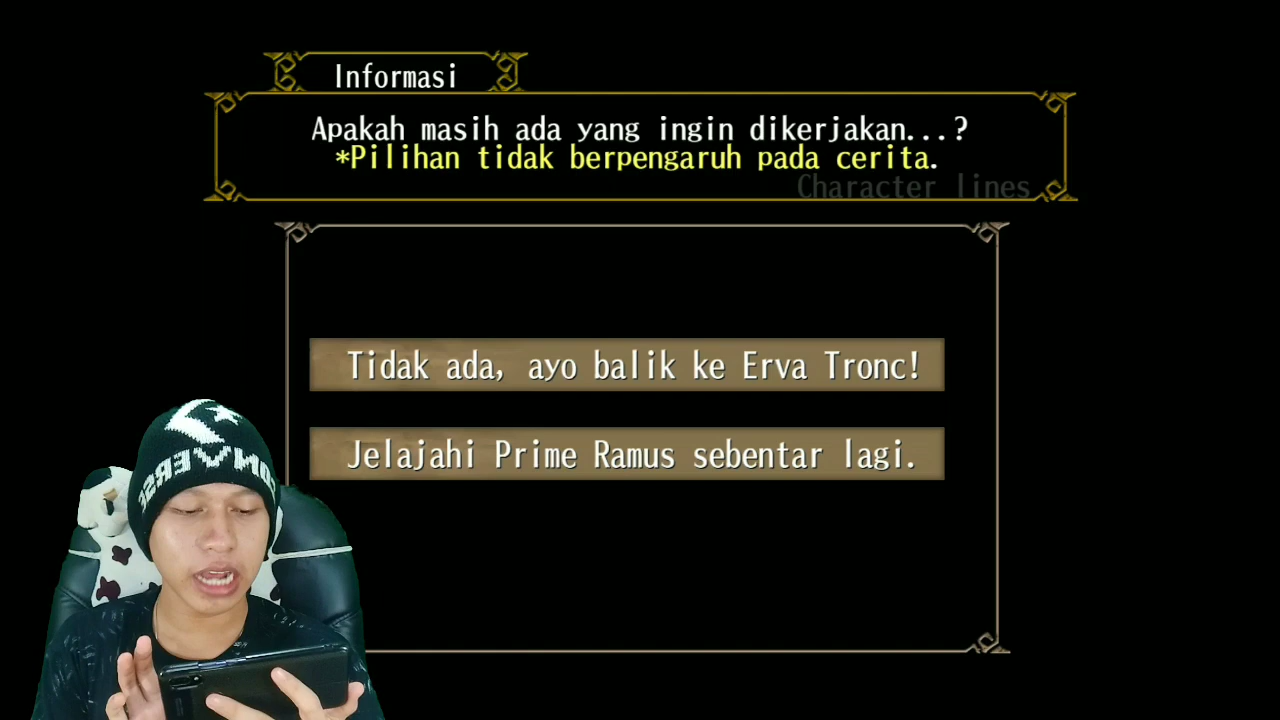 Informasi
Apakah masih ada yang ingin dikerjakan...?
*Pilihan tidak berpengaruh pada cerita.
Character lines
Tidak ada, ayo balik ke Erva Tronc!
Jelajahi Prime Ramus sebentar lagi.
CONVERSE